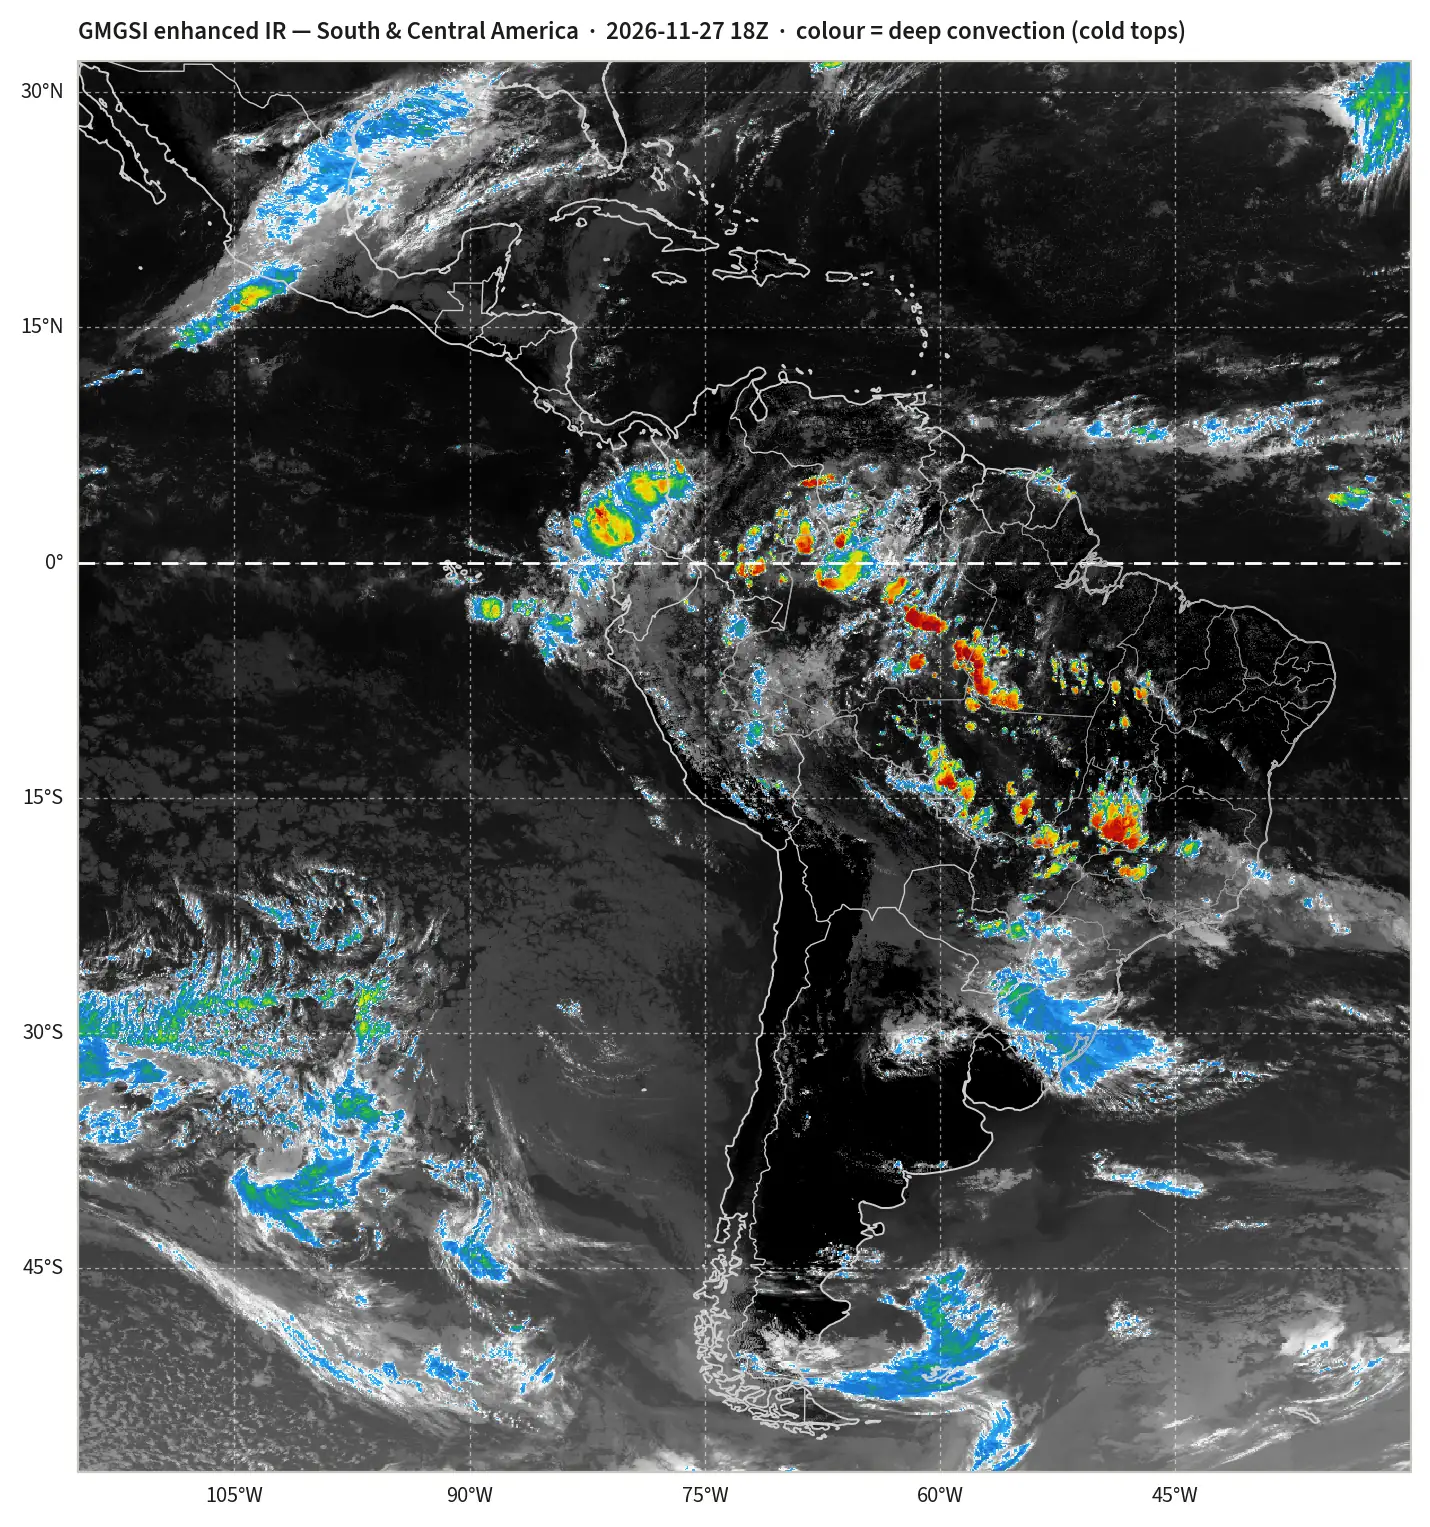 GMGSI enhanced IR — South & Central America · 2026-11-27 18Z · colour = deep convection (cold tops)
30°N
15°N
0°
15°S
30°S
45°S
105°W
90°W
75°W
60°W
45°W